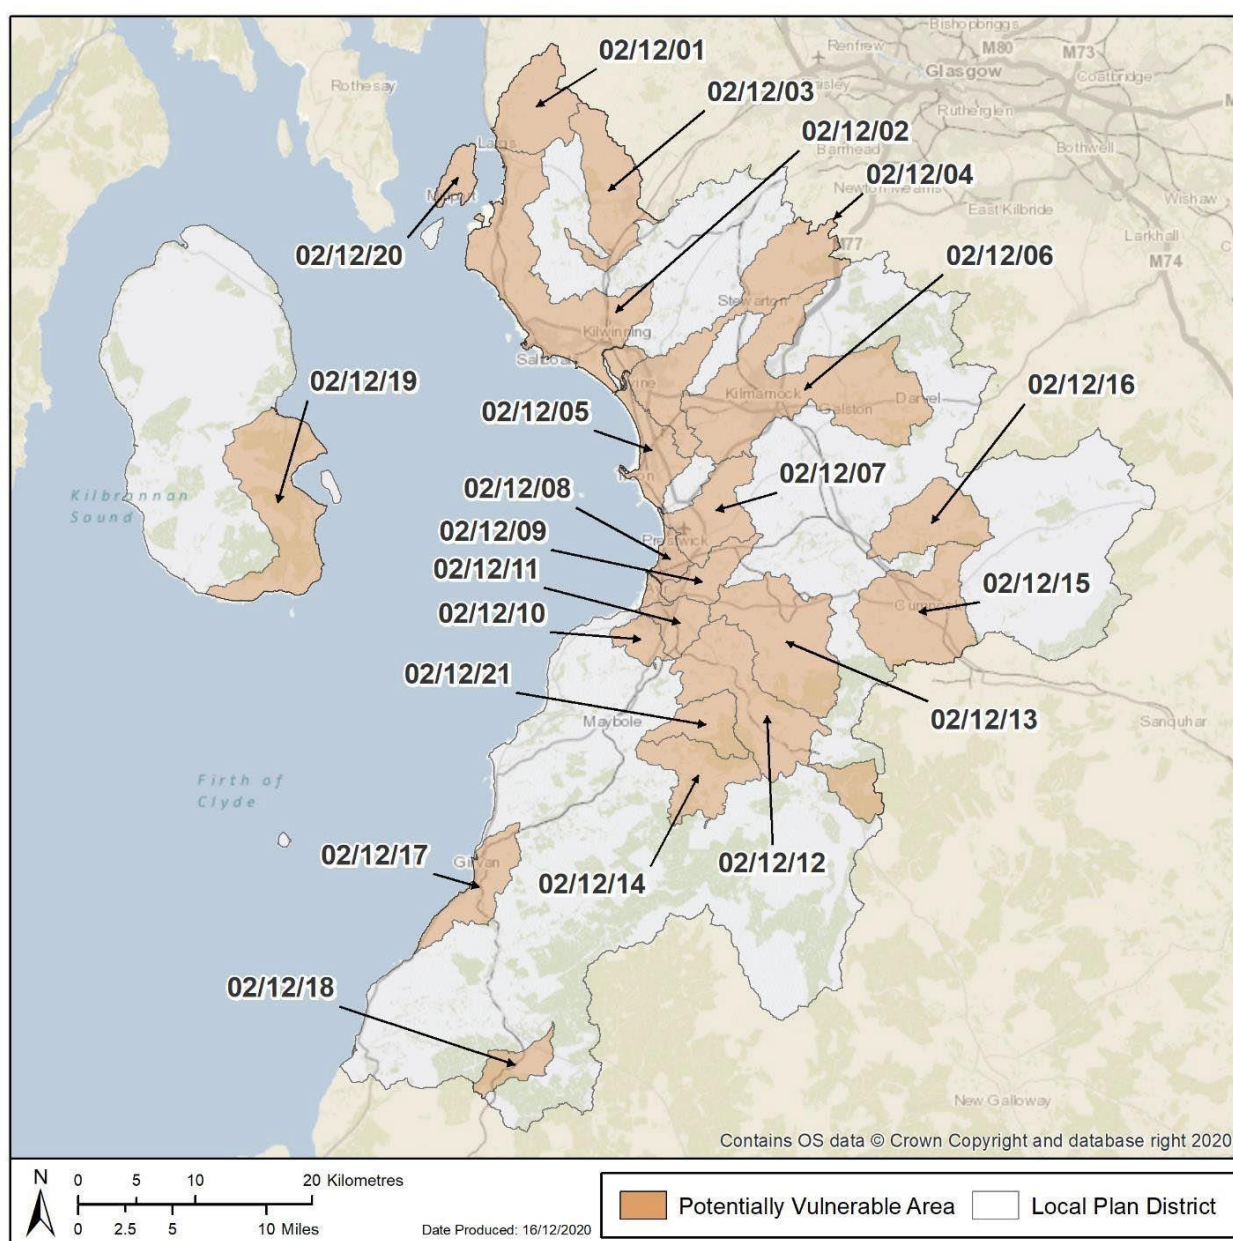 Bishopbriggs
02/12/01
Renfrew
M80
M73
Glasgow
Coatbridge
Rothesay
02/12/03
Rutherglen
02/12/02
Barrhead
Bothwell
Largs
02/12/04
Newton Mearns
Wishaw
East Kilbride
02/12/20
M77
Larkhall
02/12/06
M74
Stewarton
Kilwinning
02/12/19
02/12/16
Kilmarnock
Galston
Darvel
02/12/05
02/12/07
02/12/08
Kilbrannan
Sound
Prestwick
02/12/09
02/12/11
02/12/15
02/12/10
02/12/21
Maybole
02/12/13
Sanquhar
Firth of
Clyde
02/12/17
Girvan
02/12/12
02/12/14
02/12/18
New Galloway
Contains OS data © Crown Copyright and database right 2020
N
0 5 10 20 Kilometres
0 2.5 5 10 Miles
Date Produced: 16/12/2020
Potentially Vulnerable Area
Local Plan District